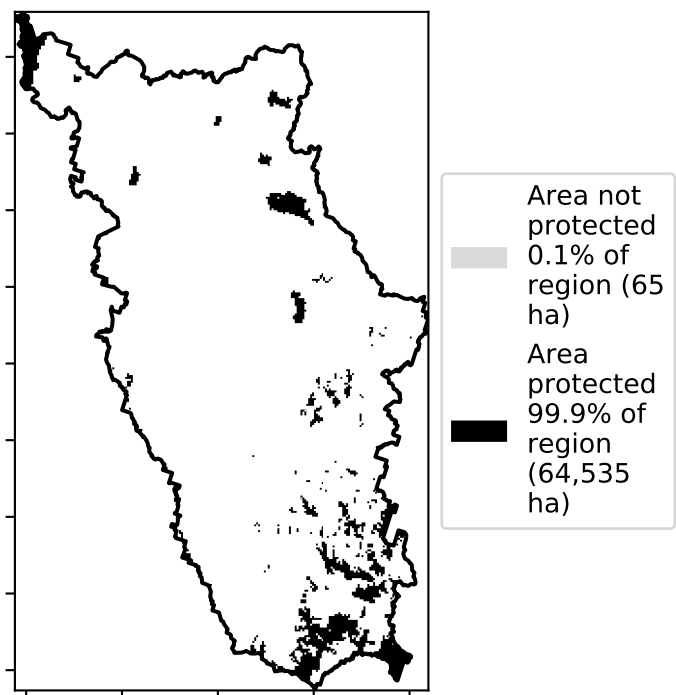 Area not
protected
0.1% of
region (65
ha)
Area
protected
99.9% of
region
(64,535
ha)